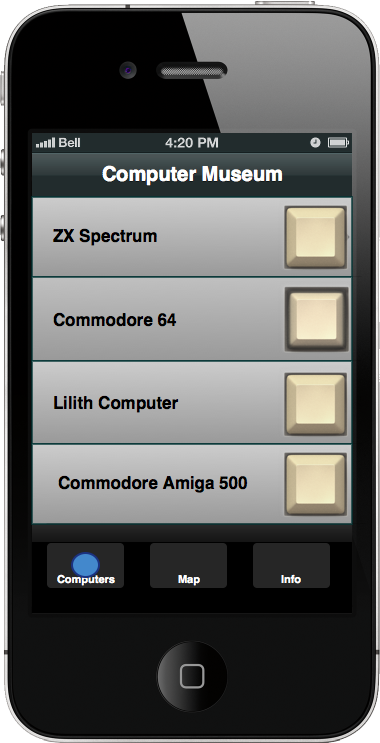 Bell 4:20 PM
Computer Museum
ZX Spectrum
Commodore 64
Lilith Computer
Commodore Amiga 500
Computers Map Info